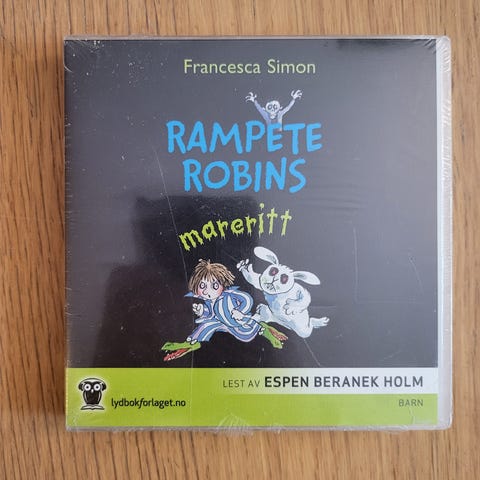 Francesca Simon
RAMPETE
ROBINS
mareritt
LEST AV ESPEN BERANEK HOLM
lydbokforlaget.no
BARN